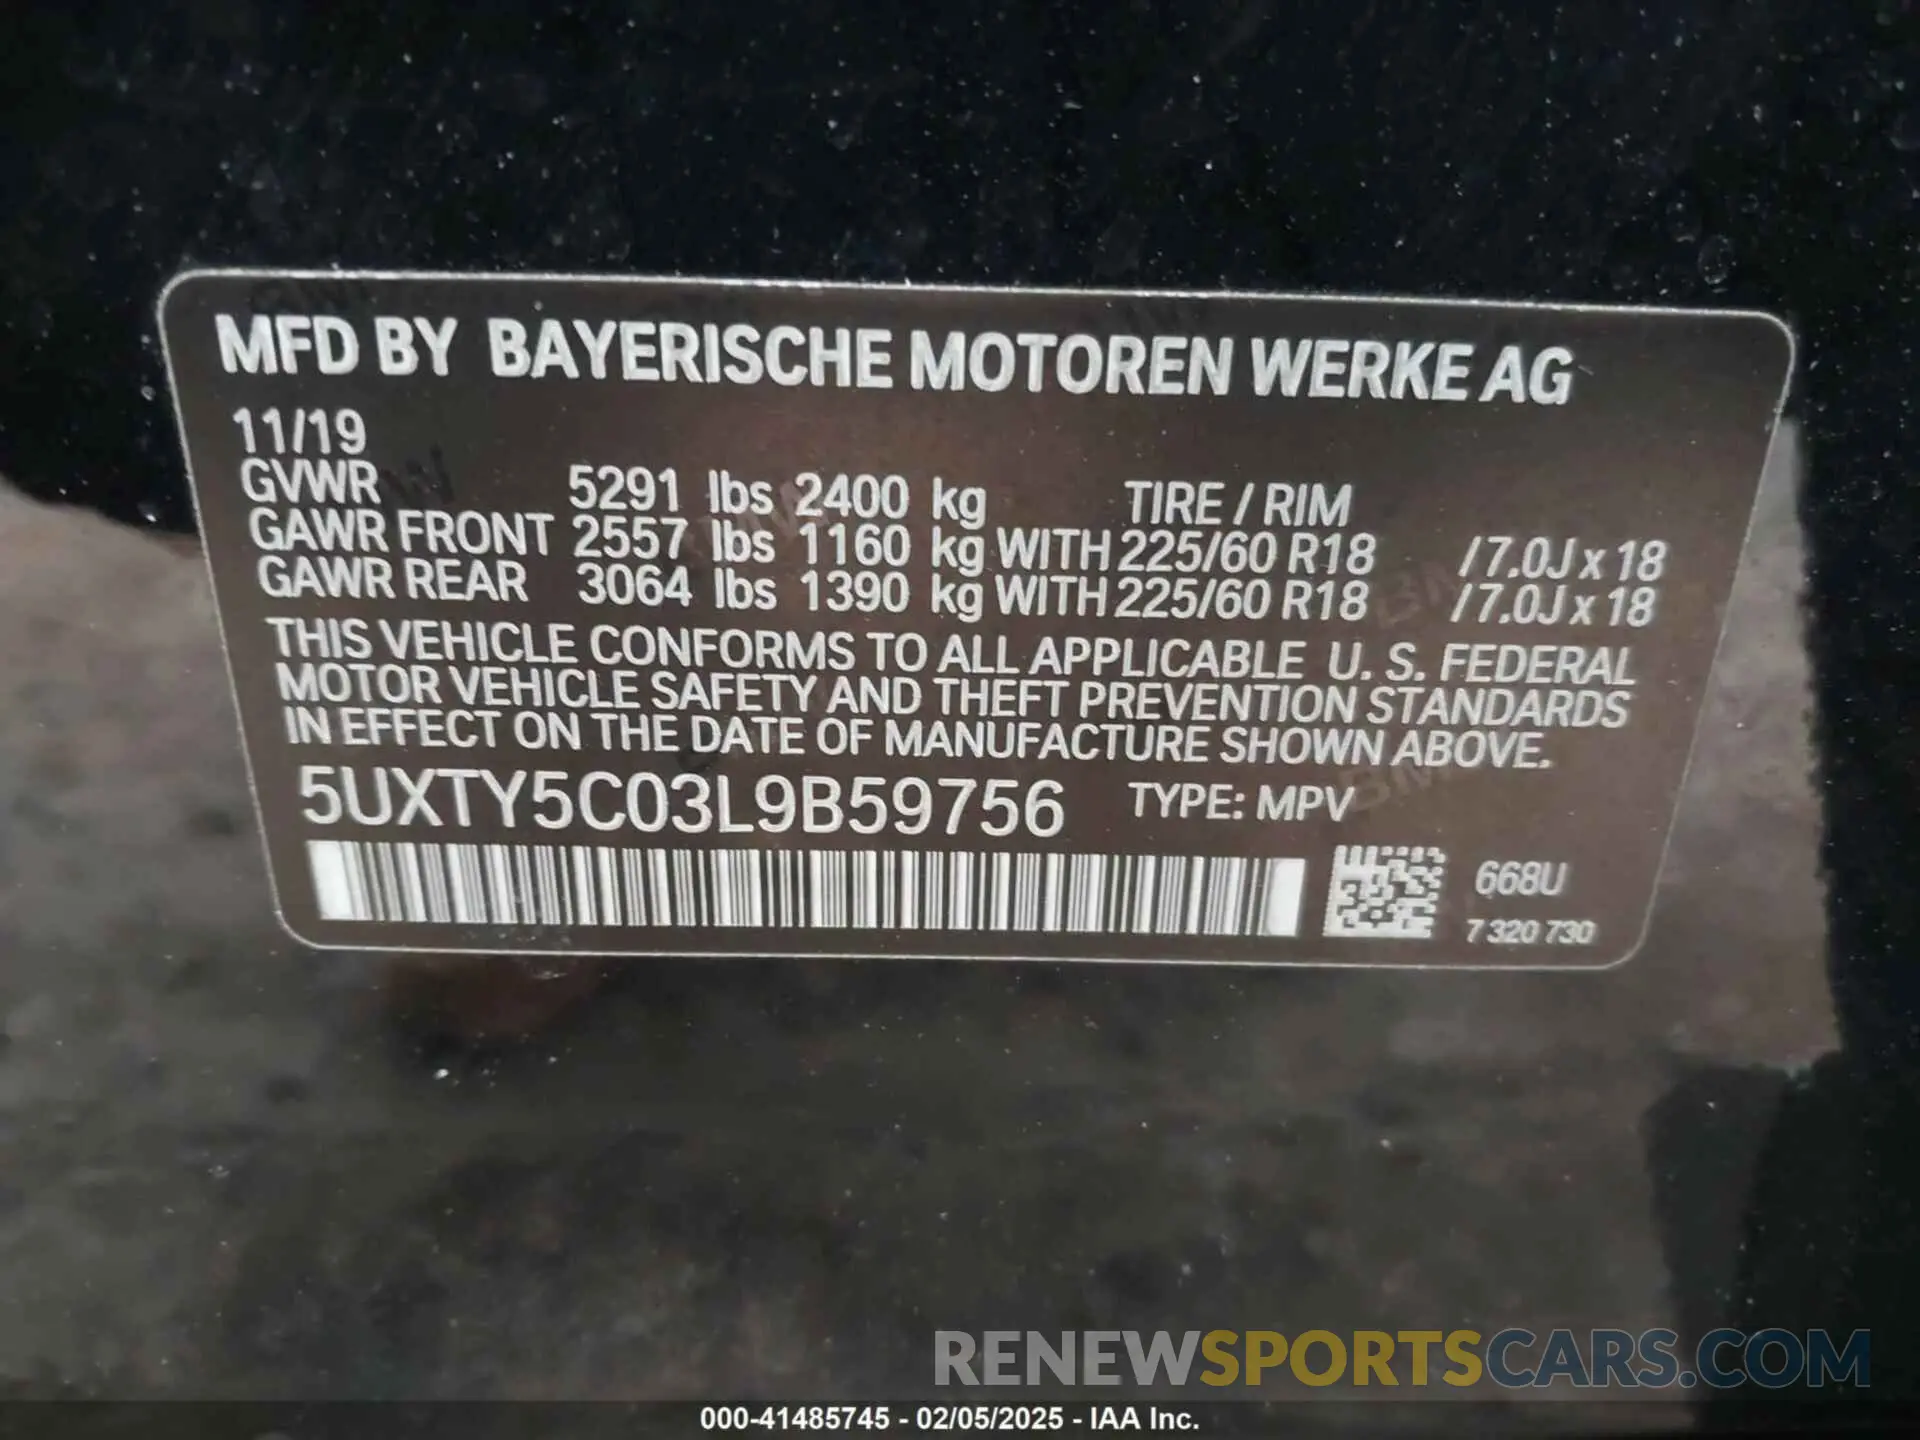 MFD BY BAYERISCHE MOTOREN WERKE AG
11/19
GVWR 5291 lbs 2400 kg TIRE / RIM
GAWR FRONT 2557 lbs 1160 kg WITH 225/60 R18 / 7.0J x 18
GAWR REAR 3064 lbs 1390 kg WITH 225/60 R18 / 7.0J x 18
THIS VEHICLE CONFORMS TO ALL APPLICABLE U. S. FEDERAL
MOTOR VEHICLE SAFETY AND THEFT PREVENTION STANDARDS
IN EFFECT ON THE DATE OF MANUFACTURE SHOWN ABOVE.
5UXTY5C03L9B59756 TYPE: MPV
668U
7 320 730
RENEWSPORTSCARS.COM
000-41485745 - 02/05/2025 - IAA Inc.